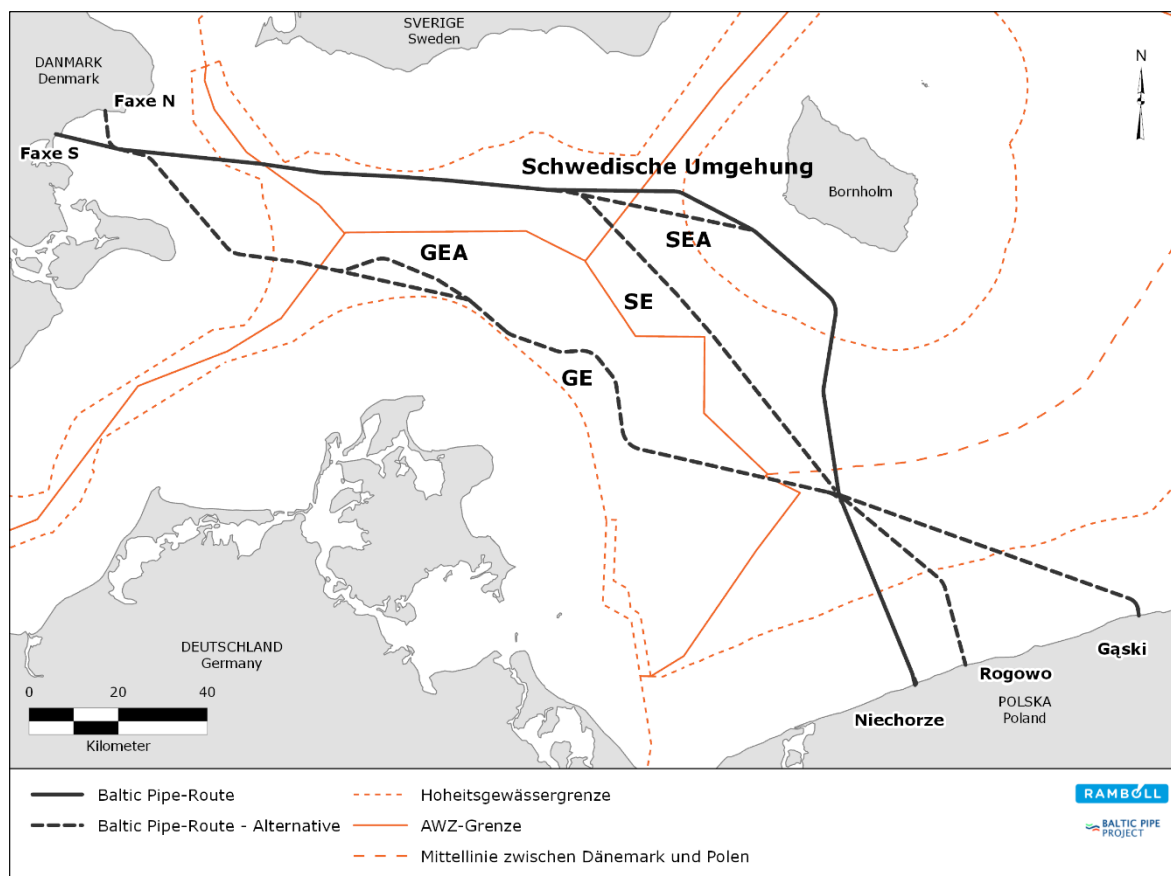 SVERIGE
Sweden
DANMARK
Denmark
N
Faxe N
Faxe S
Schwedische Umgehung
Bornholm
SEA
GEA
SE
GE
DEUTSCHLAND
Germany
Gąski
Rogowo
POLSKA
Poland
Niechorze
0 20 40
Kilometer
Baltic Pipe-Route
Baltic Pipe-Route - Alternative
Hoheitsgewässergrenze
AWZ-Grenze
Mittellinie zwischen Dänemark und Polen
RAMBOLL
BALTIC PIPE
PROJECT